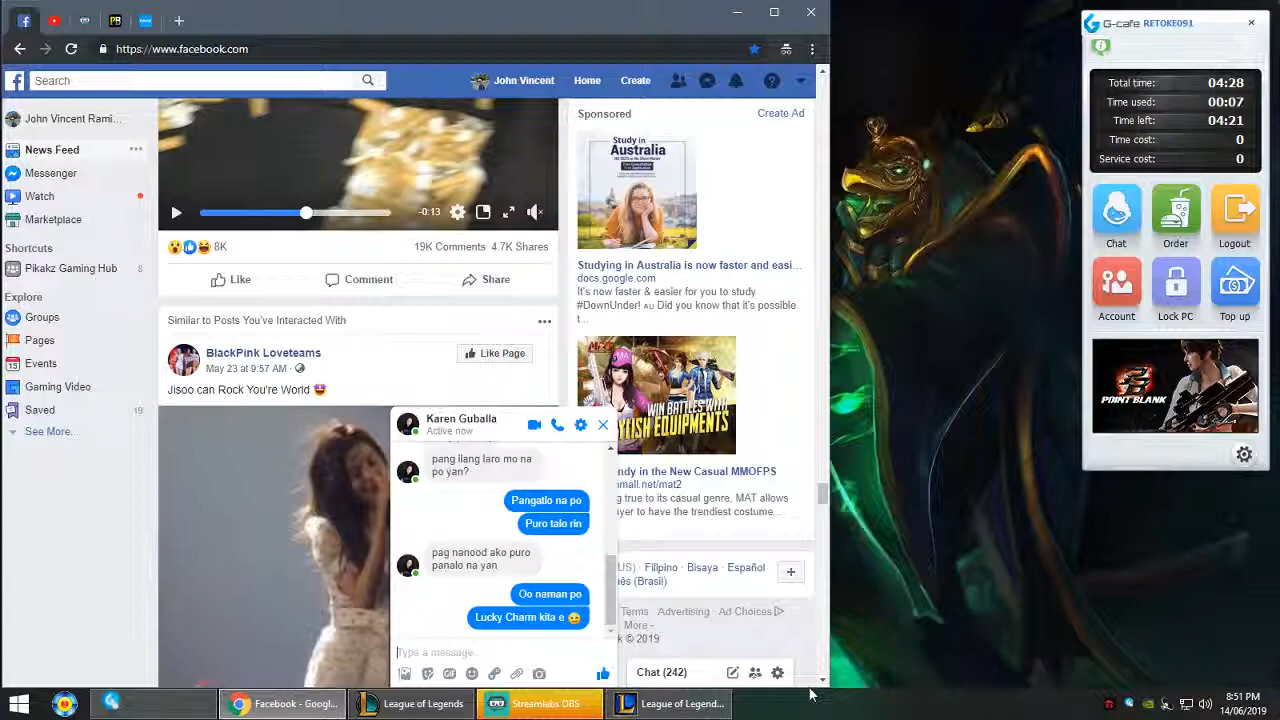 https://www.facebook.com
Search
John Vincent
Home
Create
John Vincent Rami...
News Feed
Messenger
Watch
Marketplace
Shortcuts
Pikakz Gaming Hub 8
Explore
Groups
Pages
Events
Gaming Video
Saved 19
See More...
-0:13
8K
19K Comments 4.7K Shares
Like
Comment
Share
Similar to Posts You've Interacted With
BlackPink Loveteams
May 23 at 9:57 AM
Like Page
Jisoo can Rock You're World
Karen Guballa
Active now
pang ilang laro mo na
po yan?
Pangatlo na po
Puro talo rin
pag nanood ako puro
panalo na yan
Oo naman po
Lucky Charm kita e
Type a message...
GIF
Sponsored
Create Ad
Study in
Australia
Studying in Australia is now faster and easi...
docs.google.com
It's now faster & easier for you to study
#DownUnder! AU Did you know that it's possible
t...
MAT
WIN BATTLES WITH
YLISH EQUIPMENTS
ndy in the New Casual MMOFPS
mall.net/mat2
ng true to its casual genre, MAT allows
yer to have the trendiest costume...
US) · Filipino · Bisaya · Español
uês (Brasil)
Terms · Advertising · Ad Choices
More
k © 2019
Chat (242)
G-cafe RETOKE091
Total time: 04:28
Time used: 00:07
Time left: 04:21
Time cost: 0
Service cost: 0
Chat
Order
Logout
Account
Lock PC
Top up
POINT BLANK
Facebook - Googl...
League of Legends
Streamlabs OBS
League of Legend...
8:51 PM
14/06/2019